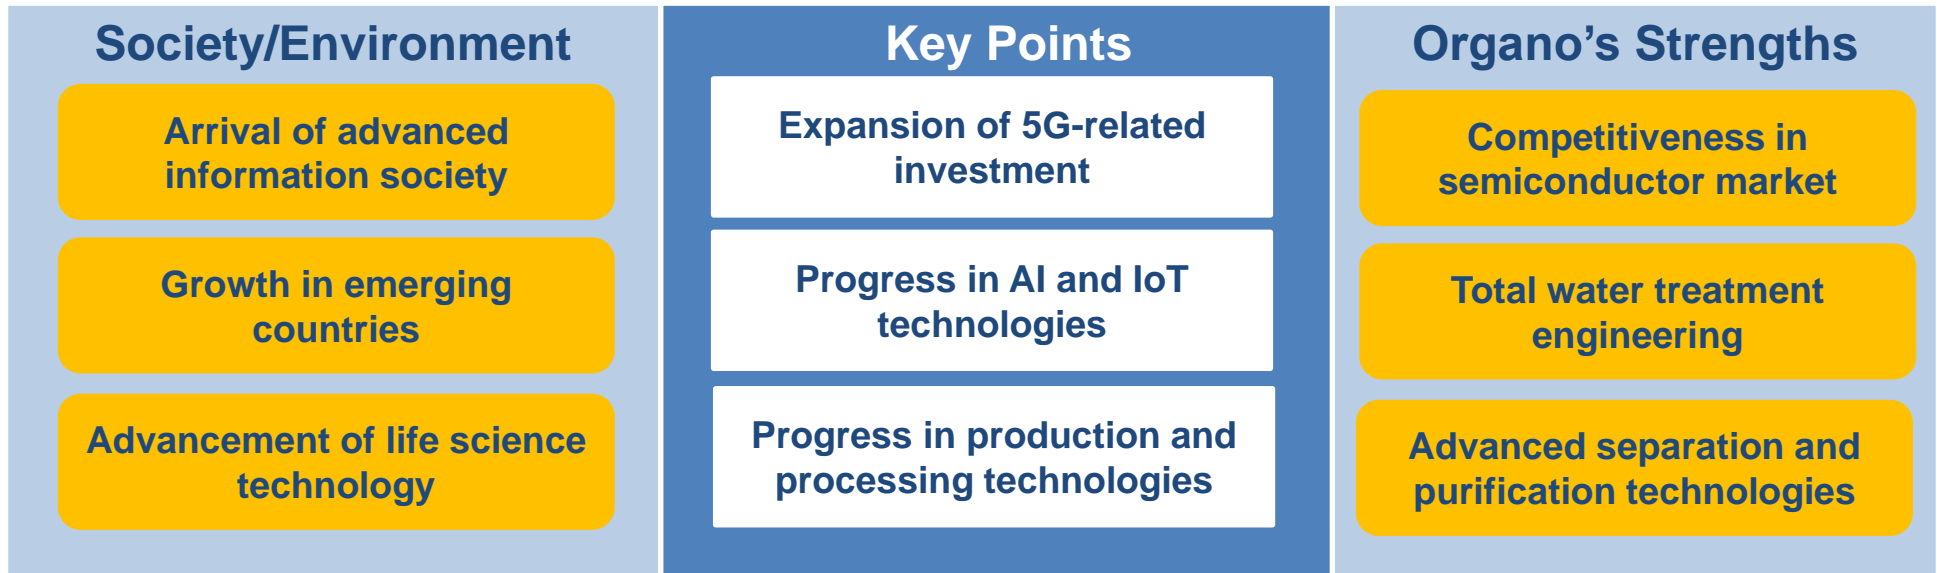 Society/Environment
Arrival of advanced
information society
Growth in emerging
countries
Advancement of life science
technology
Key Points
Expansion of 5G-related
investment
Progress in AI and IoT
technologies
Progress in production and
processing technologies
Organo’s Strengths
Competitiveness in
semiconductor market
Total water treatment
engineering
Advanced separation and
purification technologies